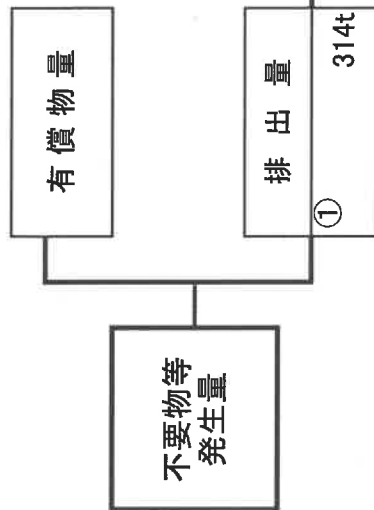 不要物等
発生量
有償物量
排出量
①
314t